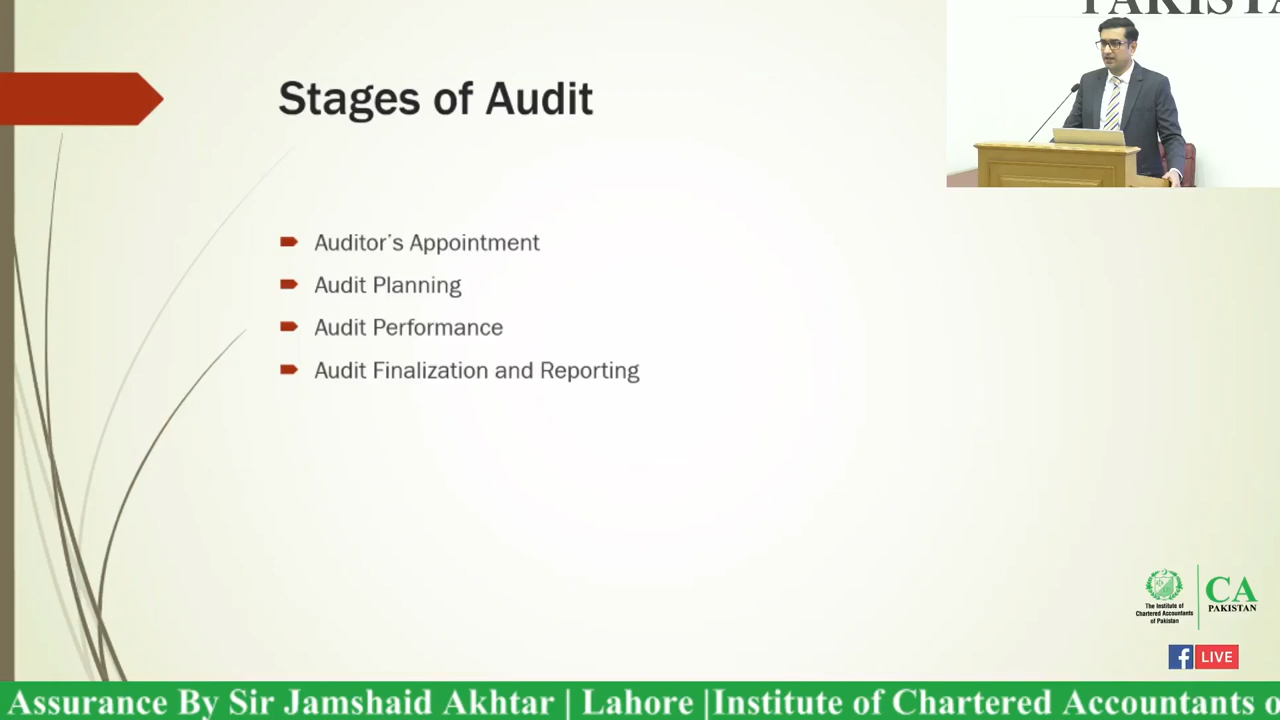 PAKISTA
Stages of Audit
Auditor's Appointment
Audit Planning
Audit Performance
Audit Finalization and Reporting
The Institute of
Chartered Accountants
of Pakistan
CA
PAKISTAN
f LIVE
Assurance By Sir Jamshaid Akhtar | Lahore |Institute of Chartered Accountants o